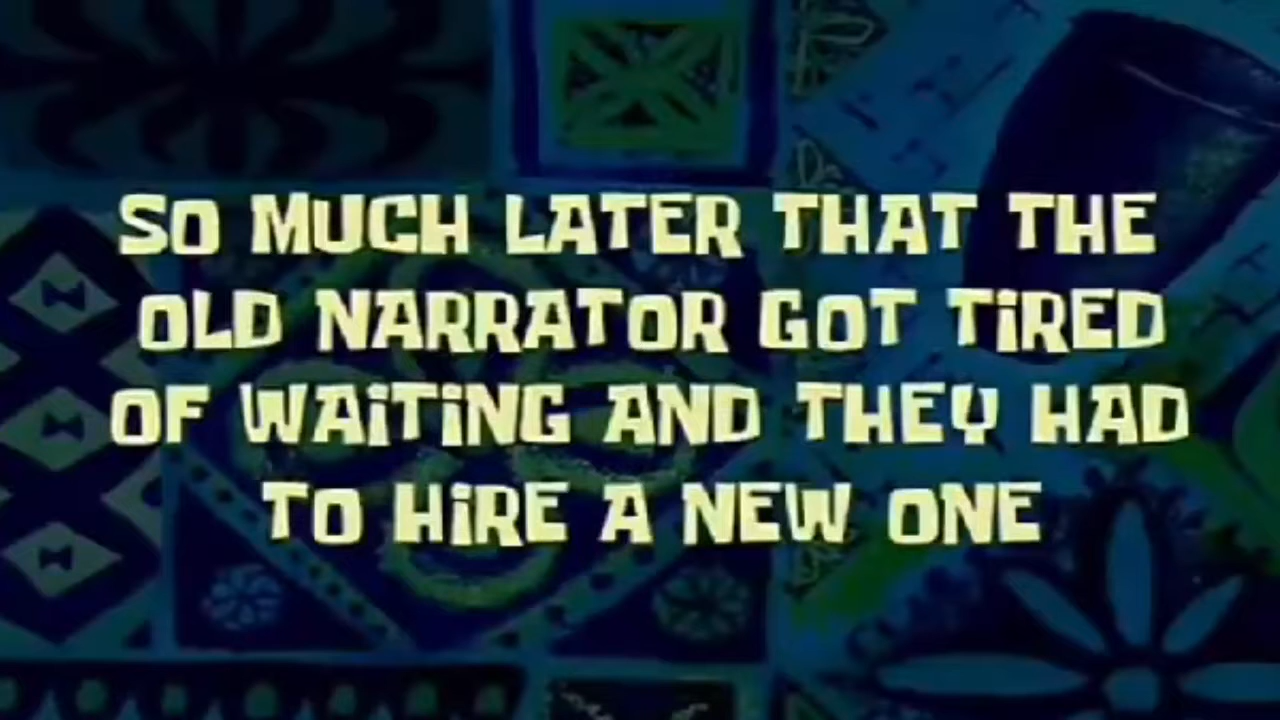 SO MUCH LATER THAT THE
OLD NARRATOR GOT TiRED
OF WAiTiNG AND THEY HAD
TO HiRE A NEW ONE